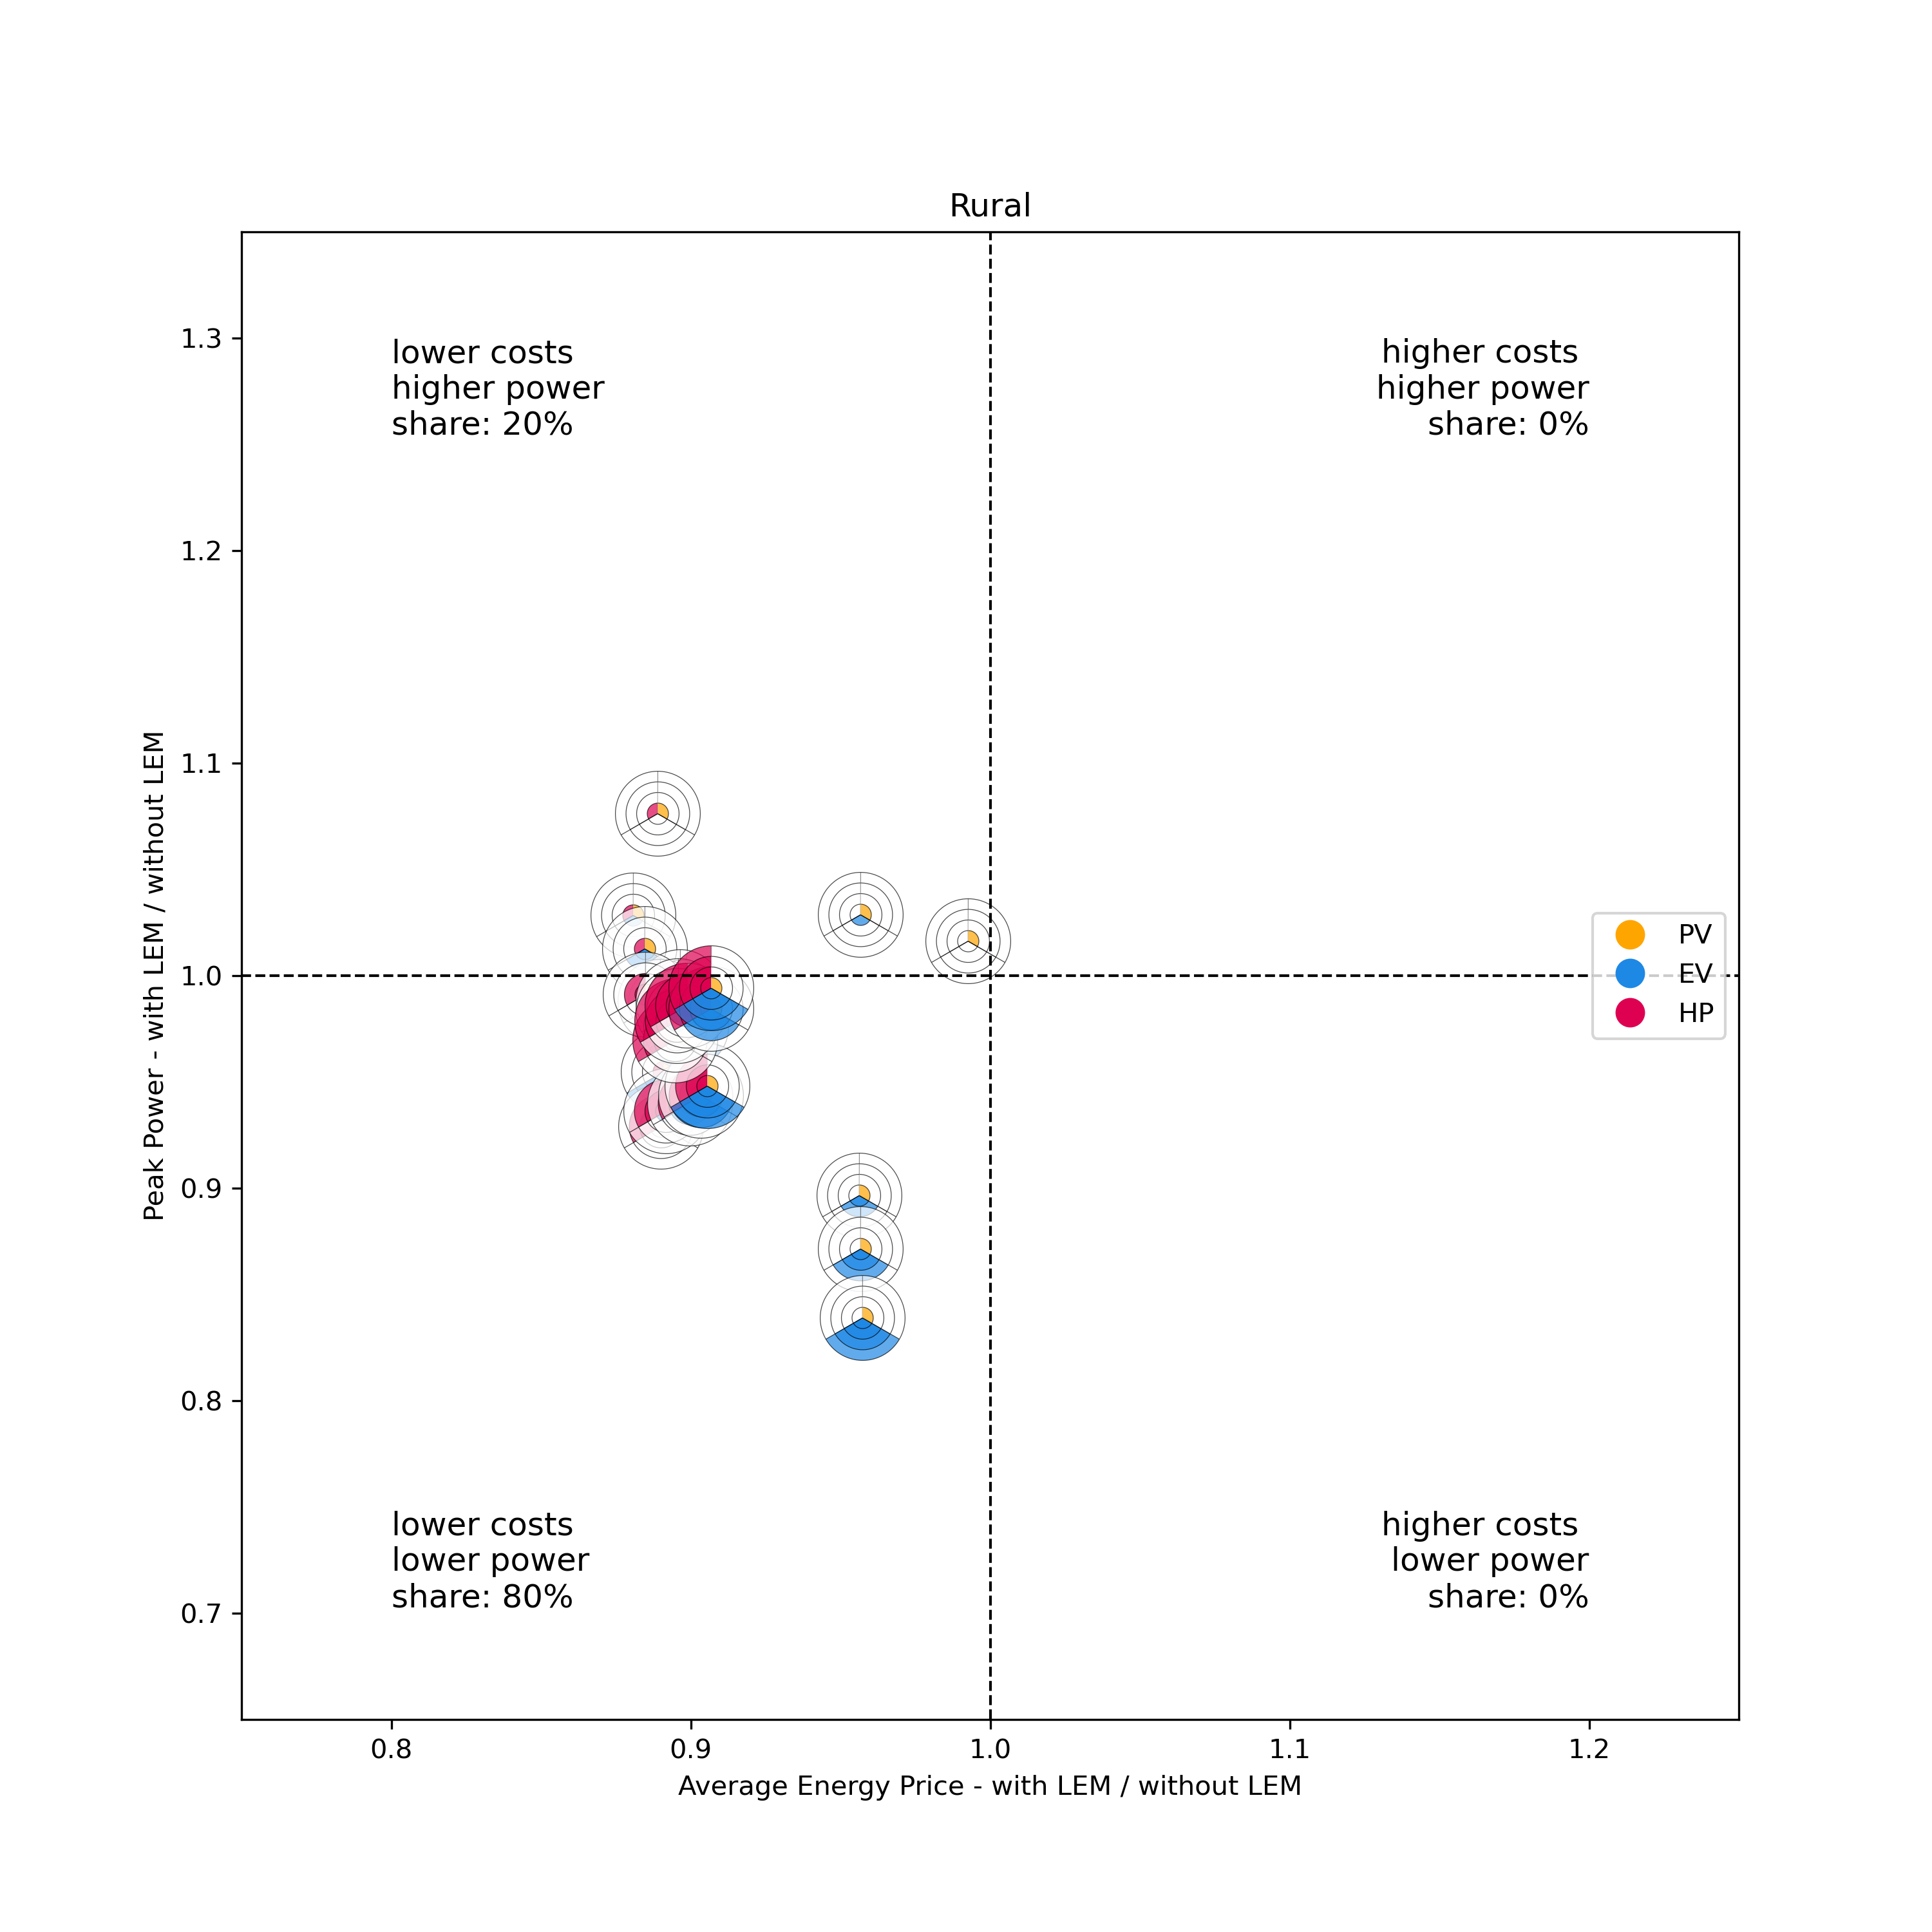 Rural
lower costs
higher power
share: 20%
higher costs
higher power
share: 0%
1.3
1.2
1.1
1.0
0.9
0.8
0.7
Peak Power - with LEM / without LEM
PV
EV
HP
lower costs
lower power
share: 80%
higher costs
lower power
share: 0%
0.8
0.9
1.0
1.1
1.2
Average Energy Price - with LEM / without LEM